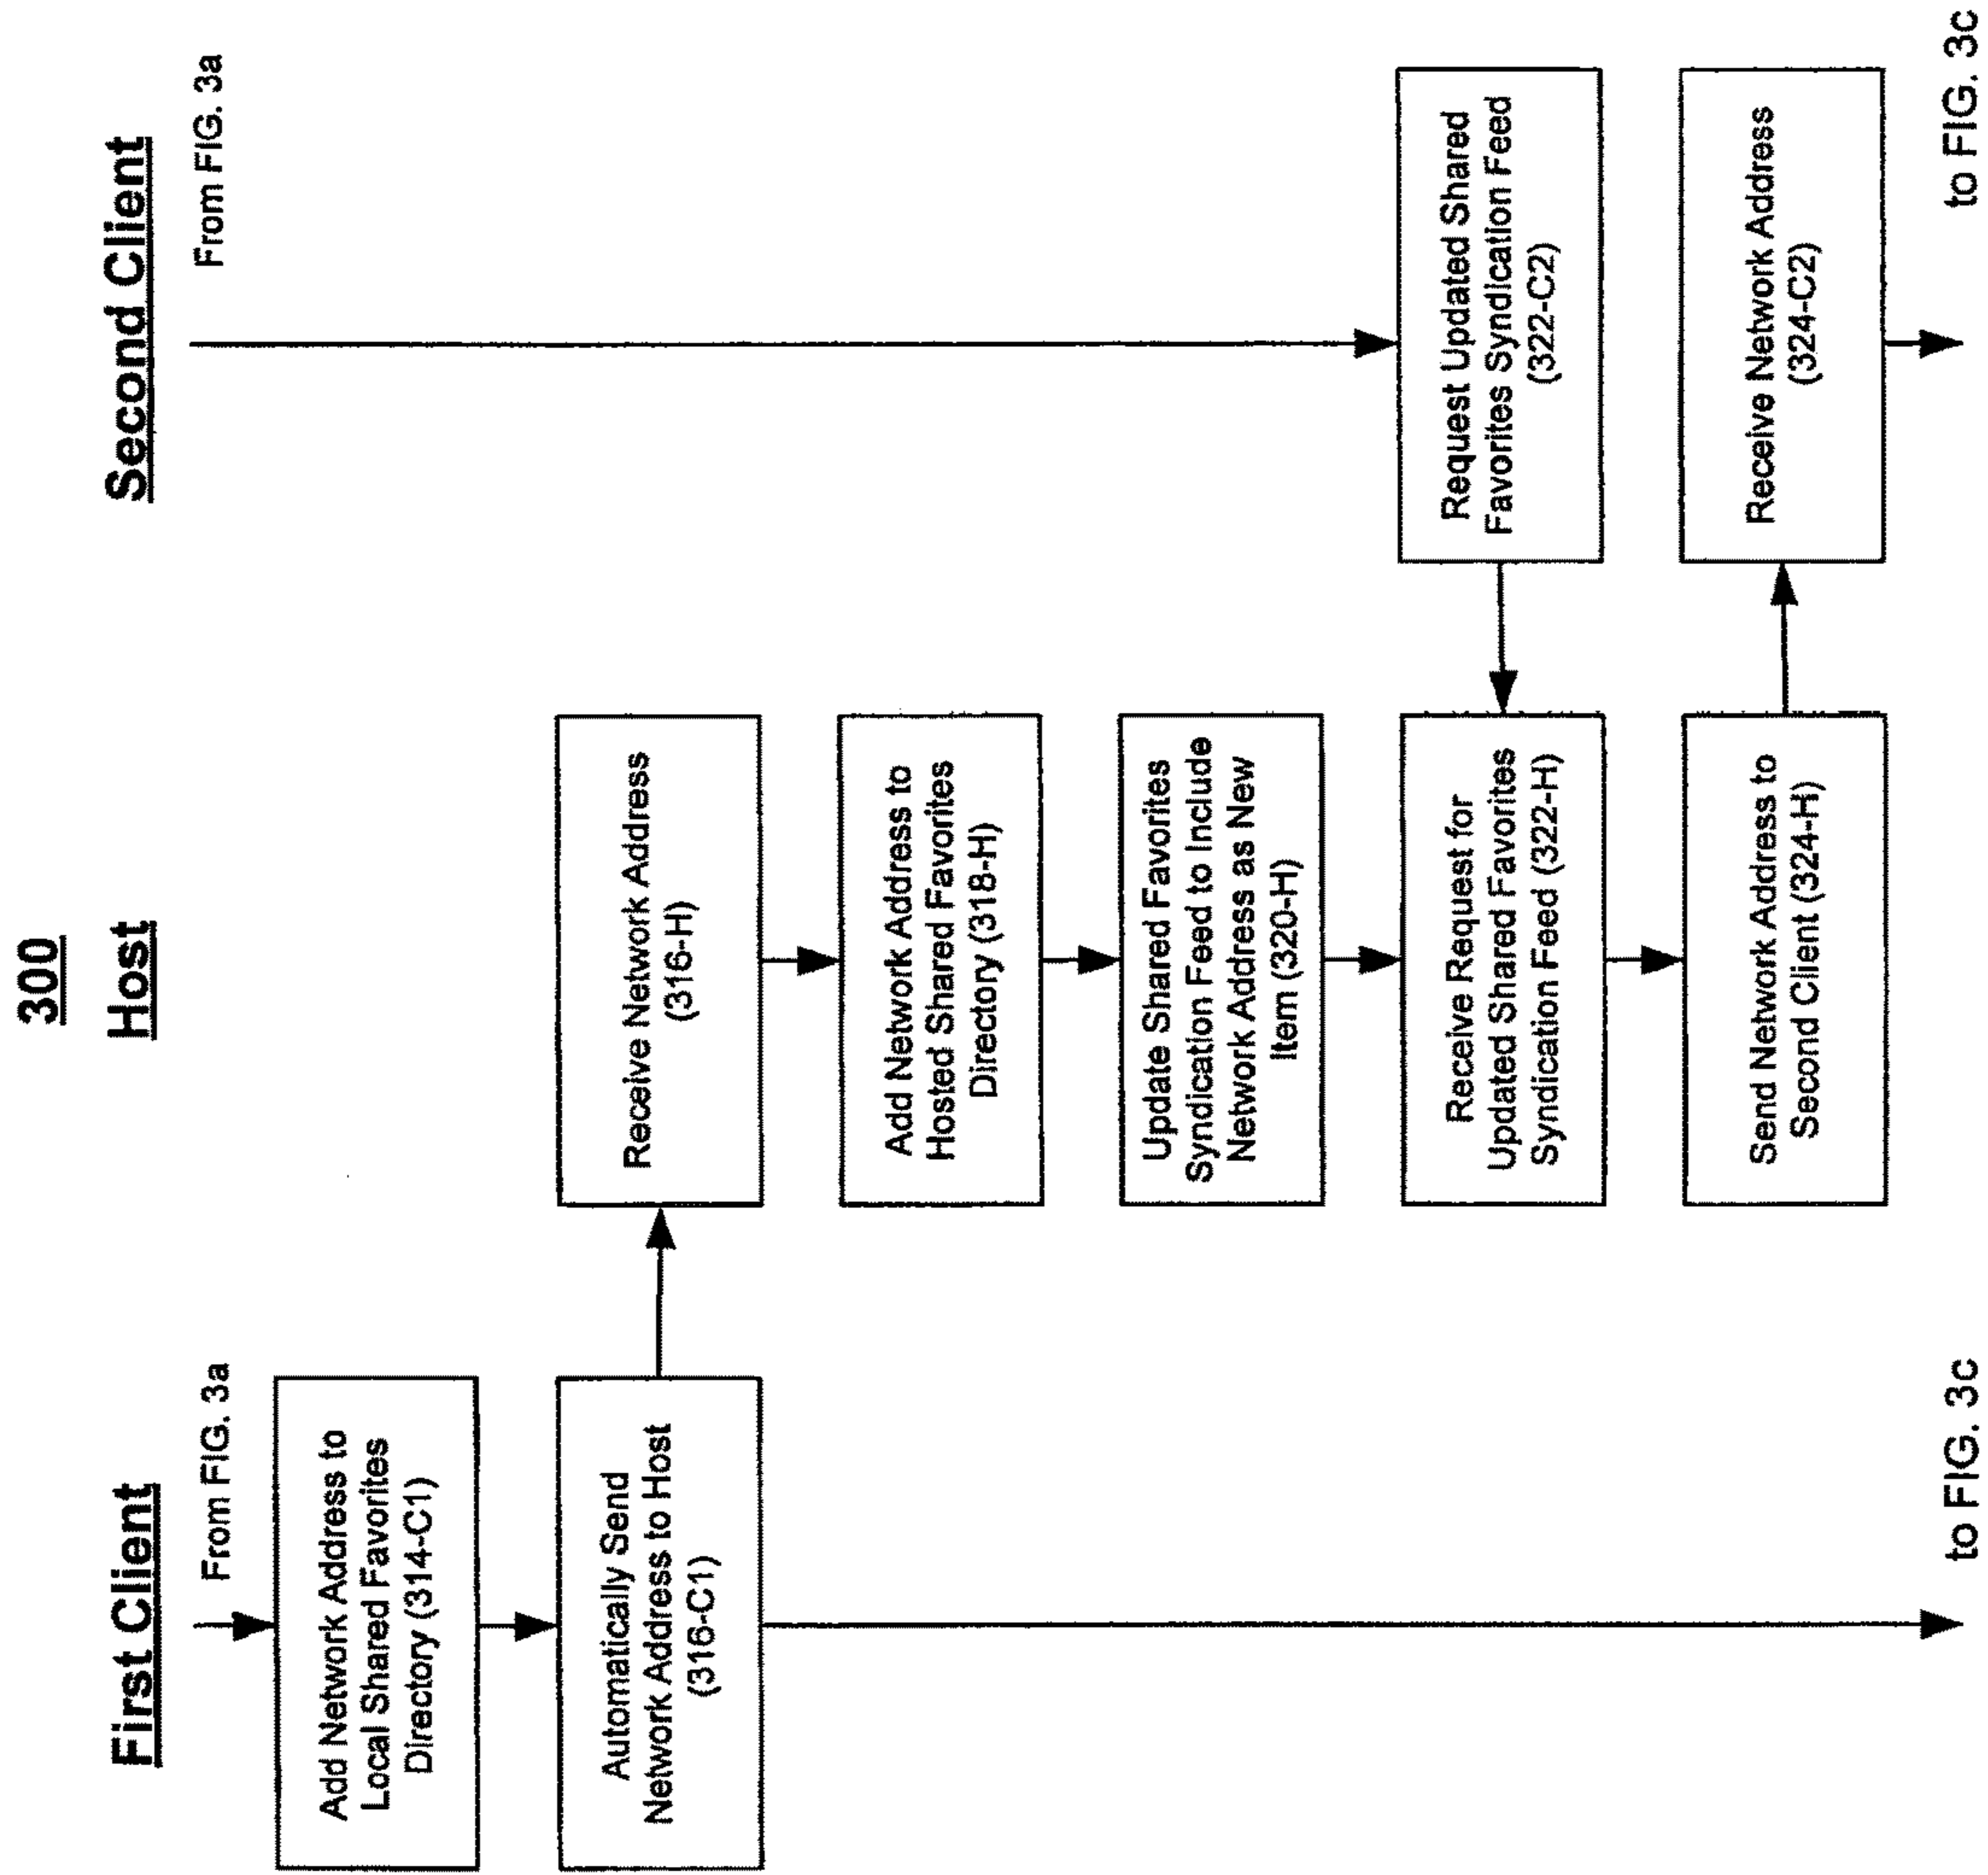 300
First Client
Host
Second Client
From FIG. 3a
From FIG. 3a
Add Network Address to
Local Shared Favorites
Directory (314-C1)
Automatically Send
Network Address to Host
(316-C1)
Receive Network Address
(316-H)
Add Network Address to
Hosted Shared Favorites
Directory (318-H)
Update Shared Favorites
Syndication Feed to Include
Network Address as New
Item (320-H)
Request Updated Shared
Favorites Syndication Feed
(322-C2)
Receive Request for
Updated Shared Favorites
Syndication Feed (322-H)
Send Network Address to
Second Client (324-H)
Receive Network Address
(324-C2)
to FIG. 3c
to FIG. 3c